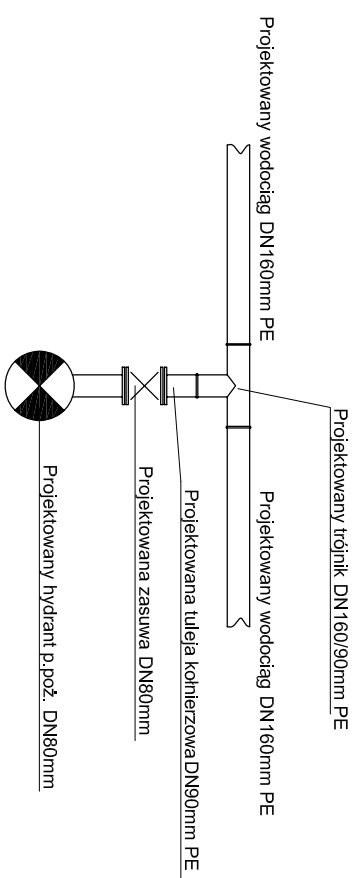 Projektowany trójnik DN160/90mm PE
Projektowany wodociąg DN160mm PE
Projektowany wodociąg DN160mm PE
Projektowana tuleja kołnierzowa DN90mm PE
Projektowana zasuwa DN80mm
Projektowany hydrant p.poż. DN80mm